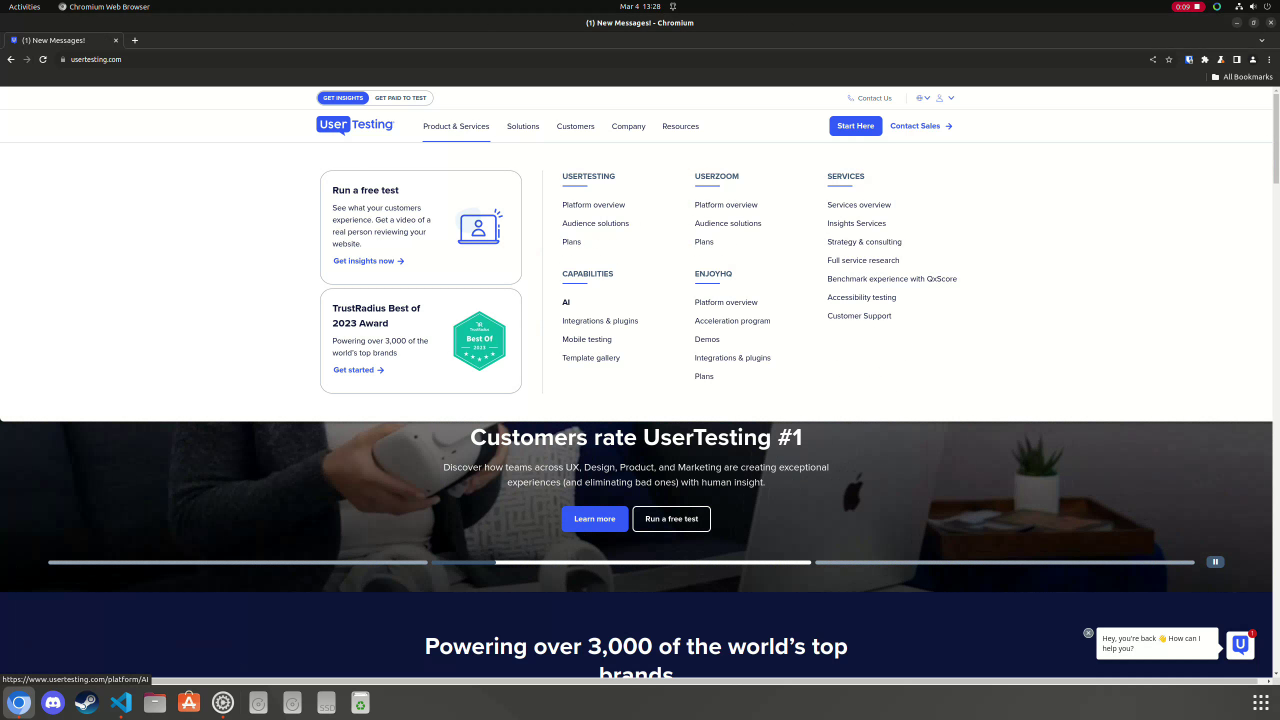 Activities
Chromium Web Browser
Mar 4 13:28
0:09
(1) New Messages! - Chromium
(1) New Messages!
usertesting.com
All Bookmarks
GET INSIGHTS
GET PAID TO TEST
Contact Us
UserTesting
Product & Services
Solutions
Customers
Company
Resources
Start Here
Contact Sales
Run a free test
See what your customers
experience. Get a video of a
real person reviewing your
website.
Get insights now
TrustRadius Best of
2023 Award
Powering over 3,000 of the
world's top brands
Get started
TrustRadius
Best Of
2023
USERTESTING
Platform overview
Audience solutions
Plans
CAPABILITIES
AI
Integrations & plugins
Mobile testing
Template gallery
USERZOOM
Platform overview
Audience solutions
Plans
ENJOYHQ
Platform overview
Acceleration program
Demos
Integrations & plugins
Plans
SERVICES
Services overview
Insights Services
Strategy & consulting
Full service research
Benchmark experience with QxScore
Accessibility testing
Customer Support
Customers rate UserTesting #1
Discover how teams across UX, Design, Product, and Marketing are creating exceptional
experiences (and eliminating bad ones) with human insight.
Learn more
Run a free test
Powering over 3,000 of the world's top
brands
Hey, you're back 👋 How can I
help you?
U
1
https://www.usertesting.com/platform/AI
SSD